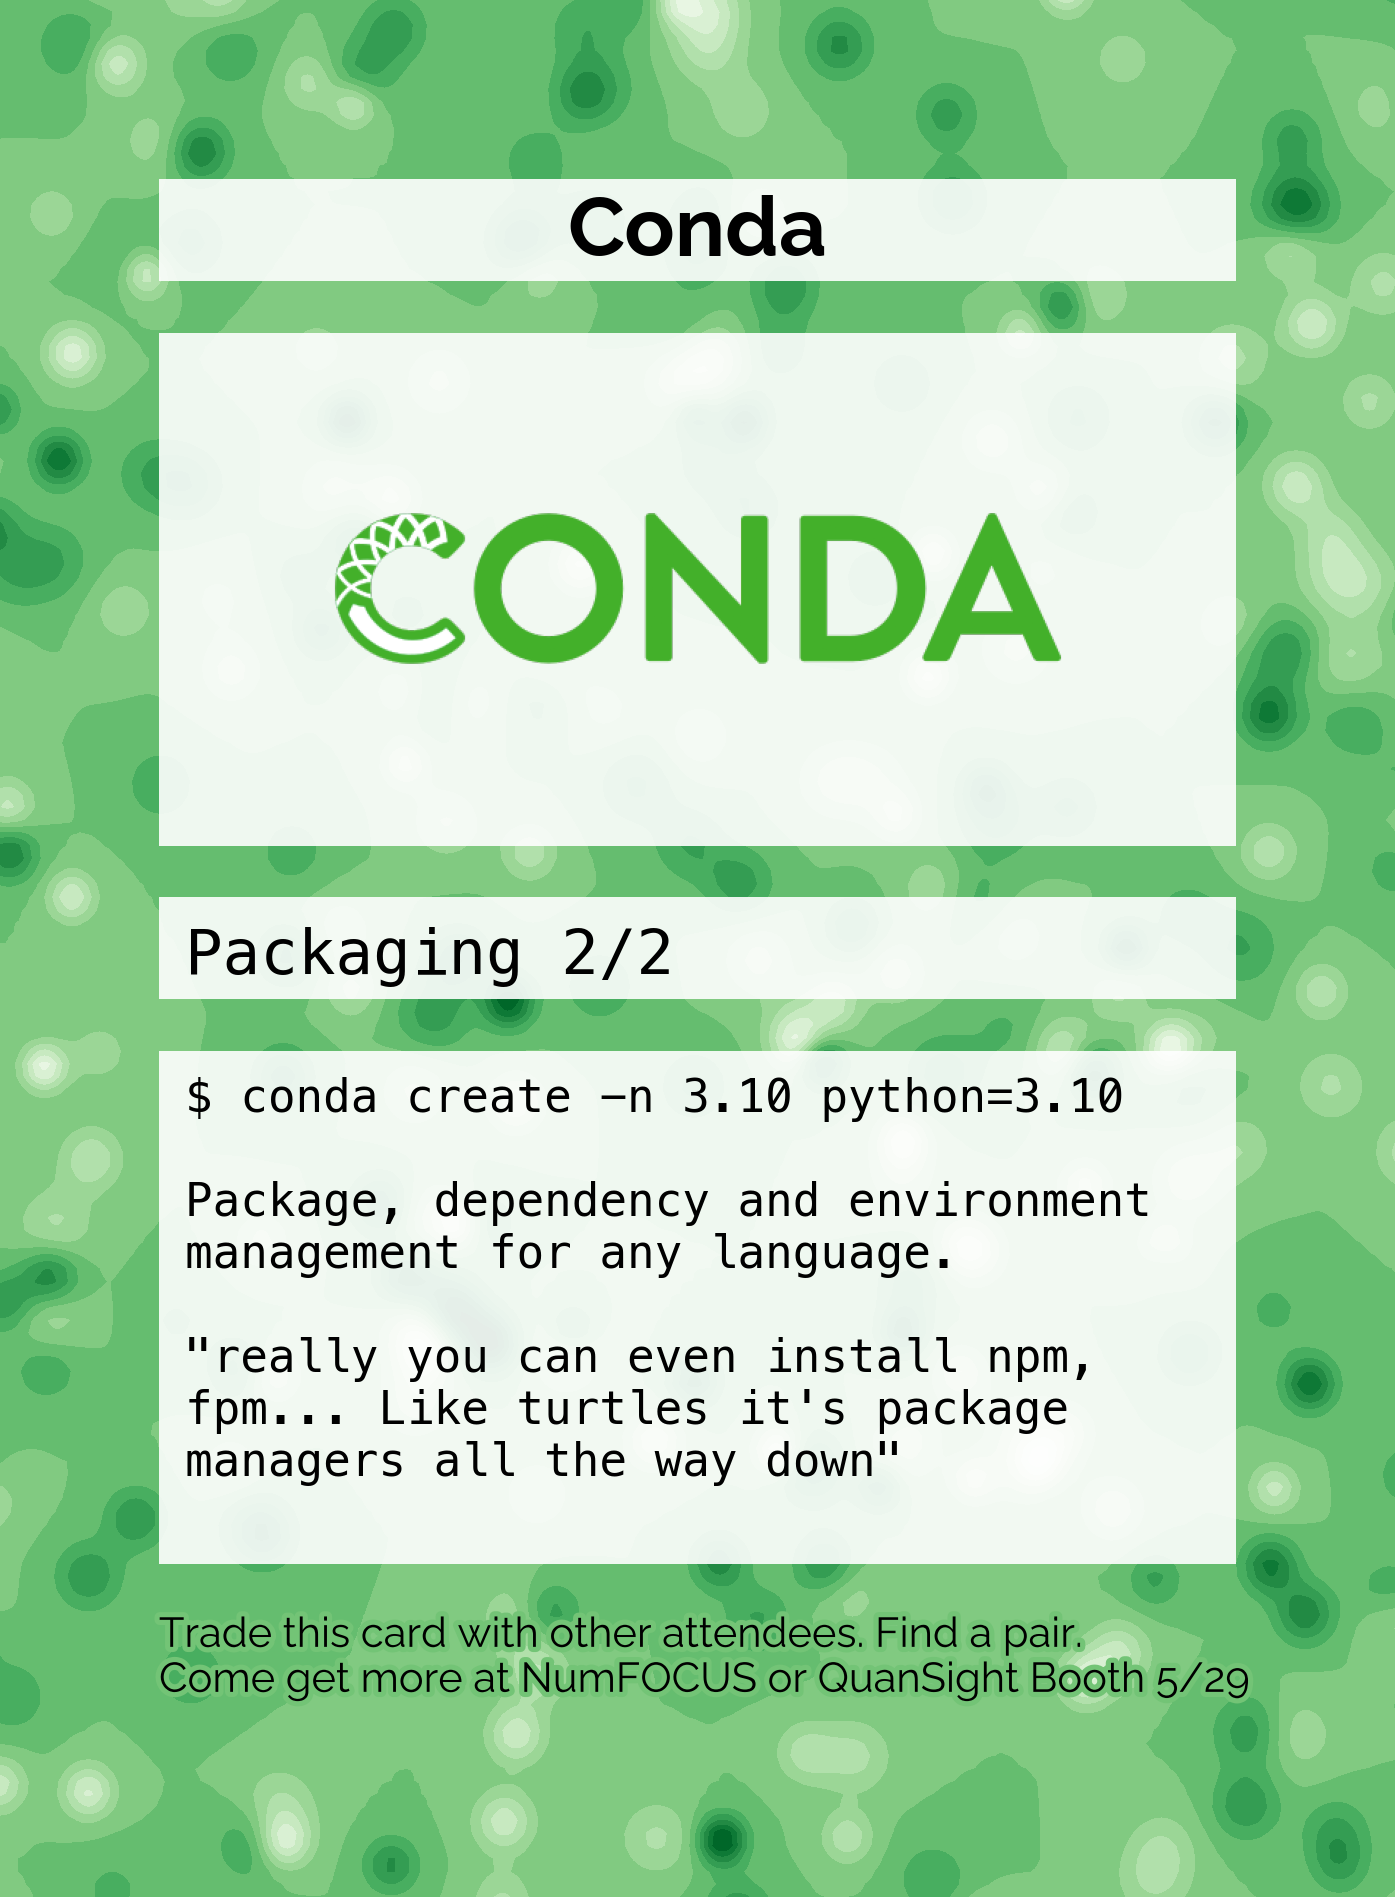 Conda
CONDA
Packaging 2/2
$ conda create −n 3.10 python=3.10
Package, dependency and environment
management for any language.
"really you can even install npm,
fpm... Like turtles it's package
managers all the way down"
Trade this card with other attendees. Find a pair.
Come get more at NumFOCUS or QuanSight Booth 5/29